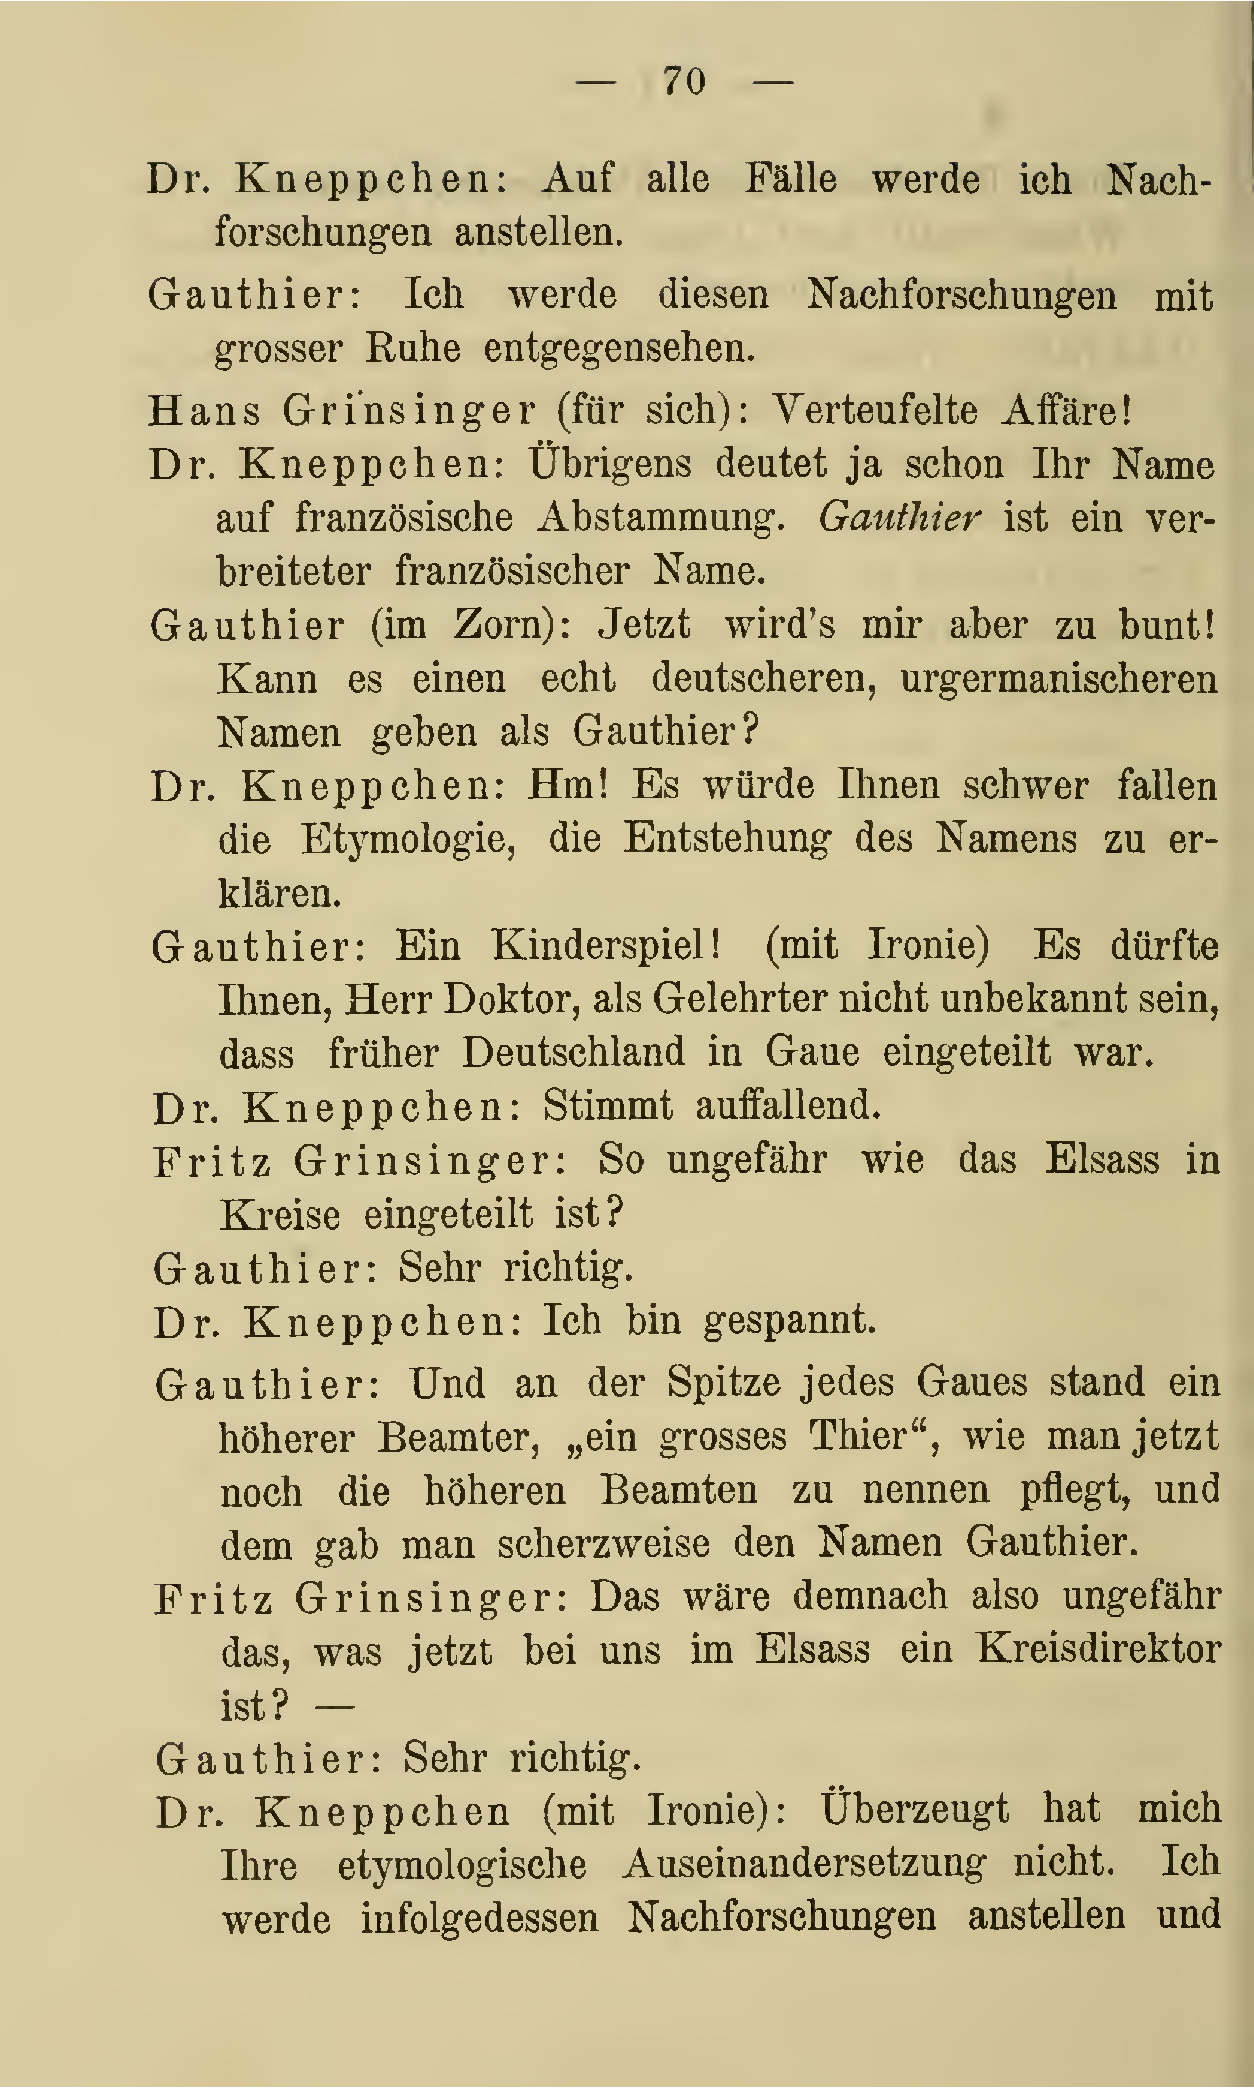 — 70 —
Dr. Kneppchen: Auf alle Fälle werde ich Nach-
forschungen anstellen.
Gauthier: Ich werde diesen Nachforschungen mit
grosser Ruhe entgegensehen.
Hans Grinsinger (für sich): Verteufelte Affäre!
Dr. Kneppchen: Übrigens deutet ja schon Ihr Name
auf französische Abstammung. Gauthier ist ein ver-
breiteter französischer Name.
Gauthier (im Zorn): Jetzt wird's mir aber zu bunt!
Kann es einen echt deutscheren, urgermanischeren
Namen geben als Gauthier?
Dr. Kneppchen: Hm! Es würde Ihnen schwer fallen
die Etymologie, die Entstehung des Namens zu er-
klären.
Gauthier: Ein Kinderspiel! (mit Ironie) Es dürfte
Ihnen, Herr Doktor, als Gelehrter nicht unbekannt sein,
dass früher Deutschland in Gaue eingeteilt war.
Dr. Kneppchen: Stimmt auffallend.
Fritz Grinsinger: So ungefähr wie das Elsass in
Kreise eingeteilt ist?
Gauthier: Sehr richtig.
Dr. Kneppchen: Ich bin gespannt.
Gauthier: Und an der Spitze jedes Gaues stand ein
höherer Beamter, „ein grosses Thier“, wie man jetzt
noch die höheren Beamten zu nennen pflegt, und
dem gab man scherzweise den Namen Gauthier.
Fritz Grinsinger: Das wäre demnach also ungefähr
das, was jetzt bei uns im Elsass ein Kreisdirektor
ist? —
Gauthier: Sehr richtig.
Dr. Kneppchen (mit Ironie): Überzeugt hat mich
Ihre etymologische Auseinandersetzung nicht. Ich
werde infolgedessen Nachforschungen anstellen und